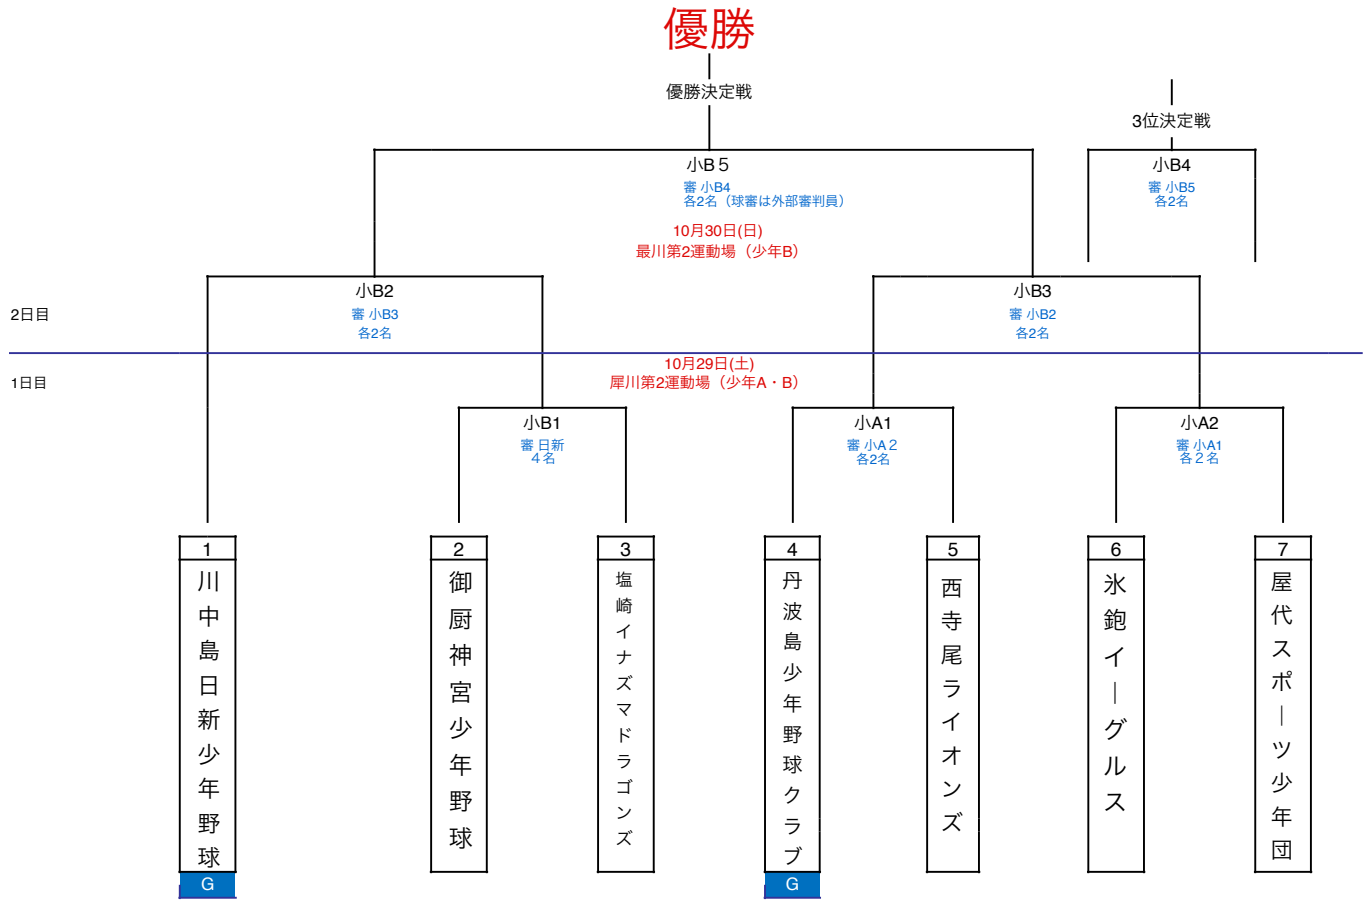 優勝
優勝決定戦
3位決定戦
小B５
小B4
審 小B4
各2名（球審は外部審判員）
審 小B5
各2名
10月30日(日)
最川第2運動場（少年B）
小B2
小B3
審 小B3
各2名
審 小B2
各2名
2日目
10月29日(土)
犀川第2運動場（少年A・B）
1日目
小B1
小A1
小A2
審 日新
４名
審 小A２
各2名
審 小A1
各２名
1
2
3
4
5
6
7
川中島日新少年野球
御厨神宮少年野球
塩崎イナズマドラゴンズ
丹波島少年野球クラブ
西寺尾ライオンズ
氷鉋イーグルス
屋代スポーツ少年団
G
G